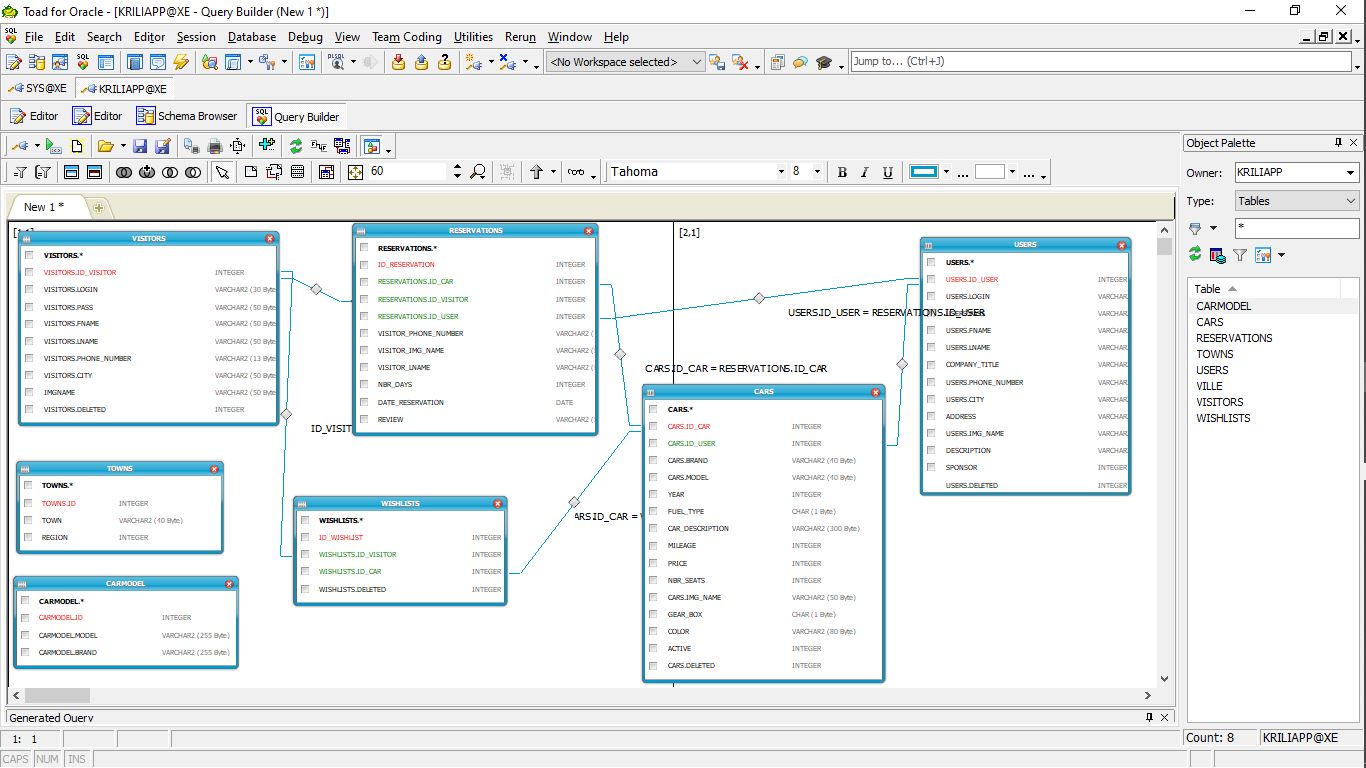 Toad for Oracle - [KRILIAPP@XE - Query Builder (New 1 *)]
File Edit Search Editor Session Database Debug View Team Coding Utilities Rerun Window Help
<No Workspace selected> Jump to... (Ctrl+J)
SYS@XE KRILIAPP@XE
Editor Editor Schema Browser SQL Query Builder
60 Tahoma 8 B I U
New 1 *
[2,1]
VISITORS
VISITORS.*
VISITORS.ID_VISITOR INTEGER
VISITORS.LOGIN VARCHAR2 (30 Byte
VISITORS.PASS VARCHAR2 (50 Byte
VISITORS.FNAME VARCHAR2 (50 Byte
VISITORS.LNAME VARCHAR2 (50 Byte
VISITORS.PHONE_NUMBER VARCHAR2 (13 Byte
VISITORS.CITY VARCHAR2 (50 Byte
IMGNAME VARCHAR2 (50 Byte
VISITORS.DELETED INTEGER
RESERVATIONS
RESERVATIONS.*
ID_RESERVATION INTEGER
RESERVATIONS.ID_CAR INTEGER
RESERVATIONS.ID_VISITOR INTEGER
RESERVATIONS.ID_USER INTEGER
VISITOR_PHONE_NUMBER VARCHAR2 (
VISITOR_IMG_NAME VARCHAR2 (
VISITOR_LNAME VARCHAR2 (
NBR_DAYS INTEGER
DATE_RESERVATION DATE
REVIEW VARCHAR2 (
USERS
USERS.*
USERS.ID_USER INTEGER
USERS.LOGIN VARCHAR
USERS.ID_USER = RESERVATIONS.ID_USER
USERS.FNAME VARCHAR
USERS.LNAME VARCHAR
COMPANY_TITLE VARCHAR
USERS.PHONE_NUMBER VARCHAR
USERS.CITY VARCHAR
ADDRESS VARCHAR
USERS.IMG_NAME VARCHAR
DESCRIPTION VARCHAR
SPONSOR INTEGER
USERS.DELETED INTEGER
CARS.ID_CAR = RESERVATIONS.ID_CAR
ID_VISIT
CARS
CARS.*
CARS.ID_CAR INTEGER
CARS.ID_USER INTEGER
CARS.BRAND VARCHAR2 (40 Byte)
CARS.MODEL VARCHAR2 (40 Byte)
YEAR INTEGER
FUEL_TYPE CHAR (1 Byte)
CAR_DESCRIPTION VARCHAR2 (300 Byte)
MILEAGE INTEGER
PRICE INTEGER
NBR_SEATS INTEGER
CARS.IMG_NAME VARCHAR2 (50 Byte)
GEAR_BOX CHAR (1 Byte)
COLOR VARCHAR2 (80 Byte)
ACTIVE INTEGER
CARS.DELETED INTEGER
TOWNS
TOWNS.*
TOWNS.ID INTEGER
TOWN VARCHAR2 (40 Byte)
REGION INTEGER
WISHLISTS
WISHLISTS.*
ID_WISHLIST INTEGER
WISHLISTS.ID_VISITOR INTEGER
WISHLISTS.ID_CAR INTEGER
WISHLISTS.DELETED INTEGER
ARS.ID_CAR =
CARMODEL
CARMODEL.*
CARMODEL.ID INTEGER
CARMODEL.MODEL VARCHAR2 (255 Byte)
CARMODEL.BRAND VARCHAR2 (255 Byte)
Object Palette
Owner: KRILIAPP
Type: Tables
*
Table
CARMODEL
CARS
RESERVATIONS
TOWNS
USERS
VILLE
VISITORS
WISHLISTS
Generated Query
1: 1
Count: 8 KRILIAPP@XE
CAPS NUM INS